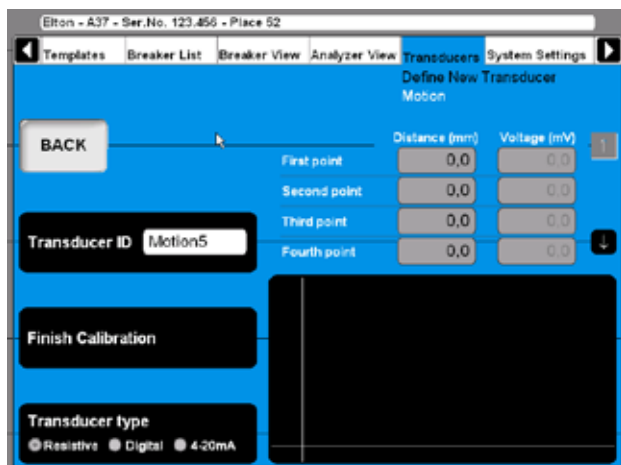 Elton - A37 - Ser.No. 123.456 - Place 52
Templates Breaker List Breaker View Analyzer View Transducers System Settings
Define New Transducer
Motion
BACK
Distance (mm) Voltage (mV)
1
First point 0,0 0.0
Second point 0,0 0.0
Third point 0,0 0.0
Fourth point 0,0 0.0
Transducer ID Motion5
↓
Finish Calibration
Transducer type
Resistive Digital 4-20mA